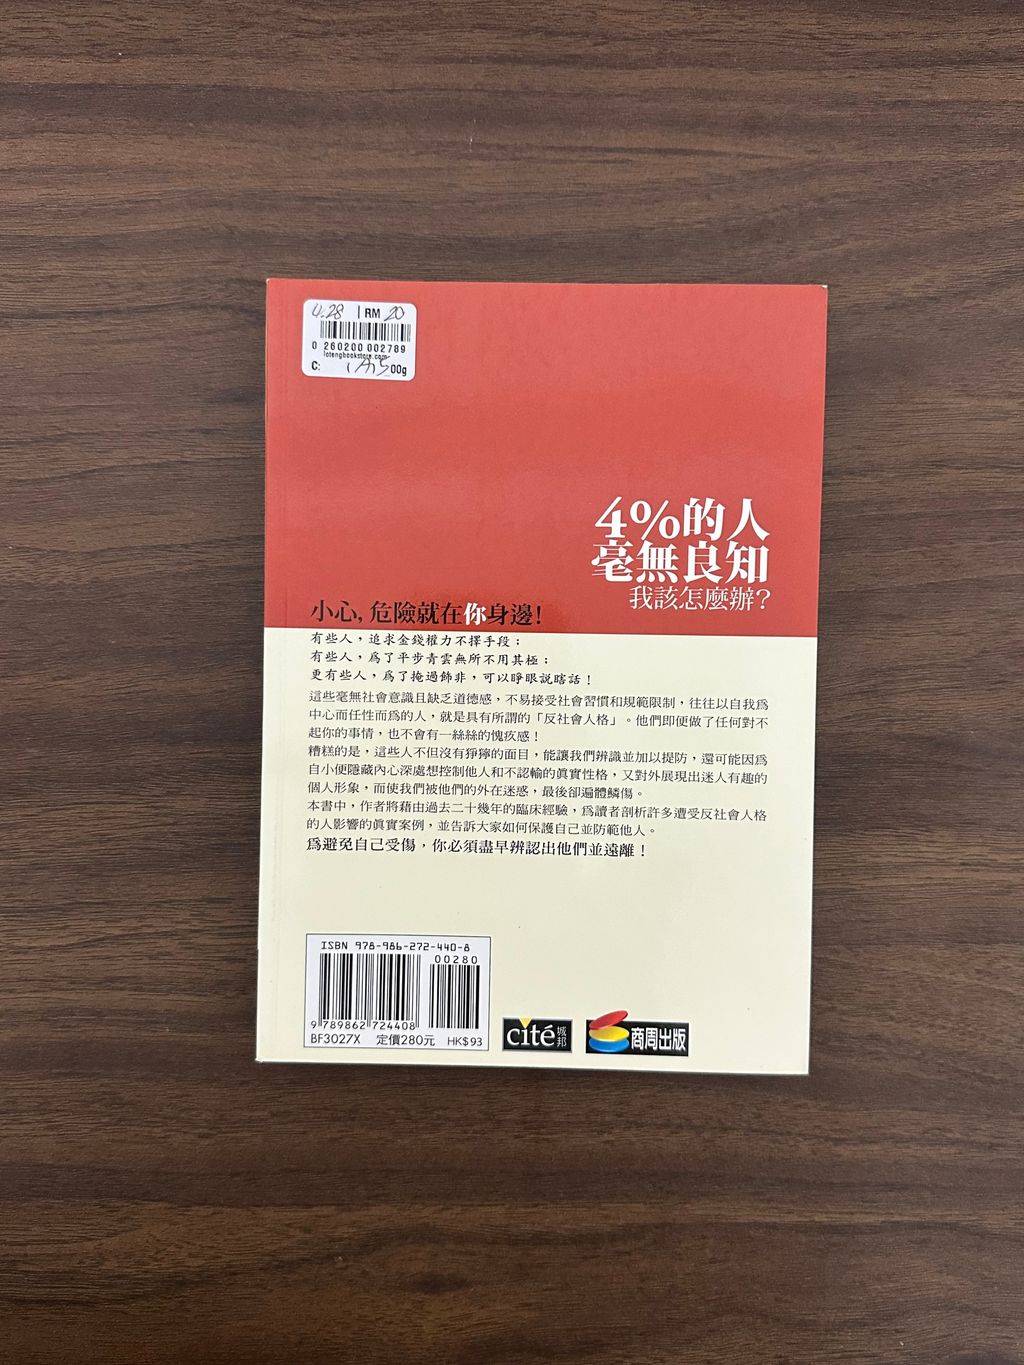 4.28 RM 20
0 260200 002789
lotengbookstore.com
C: 00g
4%的人
毫無良知
我該怎麼辦?
小心, 危險就在你身邊!
有些人，追求金錢權力不擇手段；
有些人，為了平步青雲無所不用其極；
更有些人，為了掩過飾非，可以睜眼說瞎話！
這些毫無社會意識且缺乏道德感，不易接受社會習慣和規範限制，往往以自我為
中心而任性而為的人，就是具有所謂的「反社會人格」。他們即便做了任何對不
起你的事情，也不會有一絲絲的愧疚感！
糟糕的是，這些人不但沒有猙獰的面目，能讓我們辨識並加以提防，還可能因為
自小便隱藏內心深處想控制他人和不認輸的真實性格，又對外展現出迷人有趣的
個人形象，而使我們被他們的外在迷惑，最後卻遍體鱗傷。
本書中，作者將藉由過去二十幾年的臨床經驗，為讀者剖析許多遭受反社會人格
的人影響的真實案例，並告訴大家如何保護自己並防範他人。
為避免自己受傷，你必須盡早辨認出他們並遠離！
ISBN 978-986-272-440-8
00280
9 789862 724408
BF3027X 定價280元 HK$93
cité 城邦
商周出版